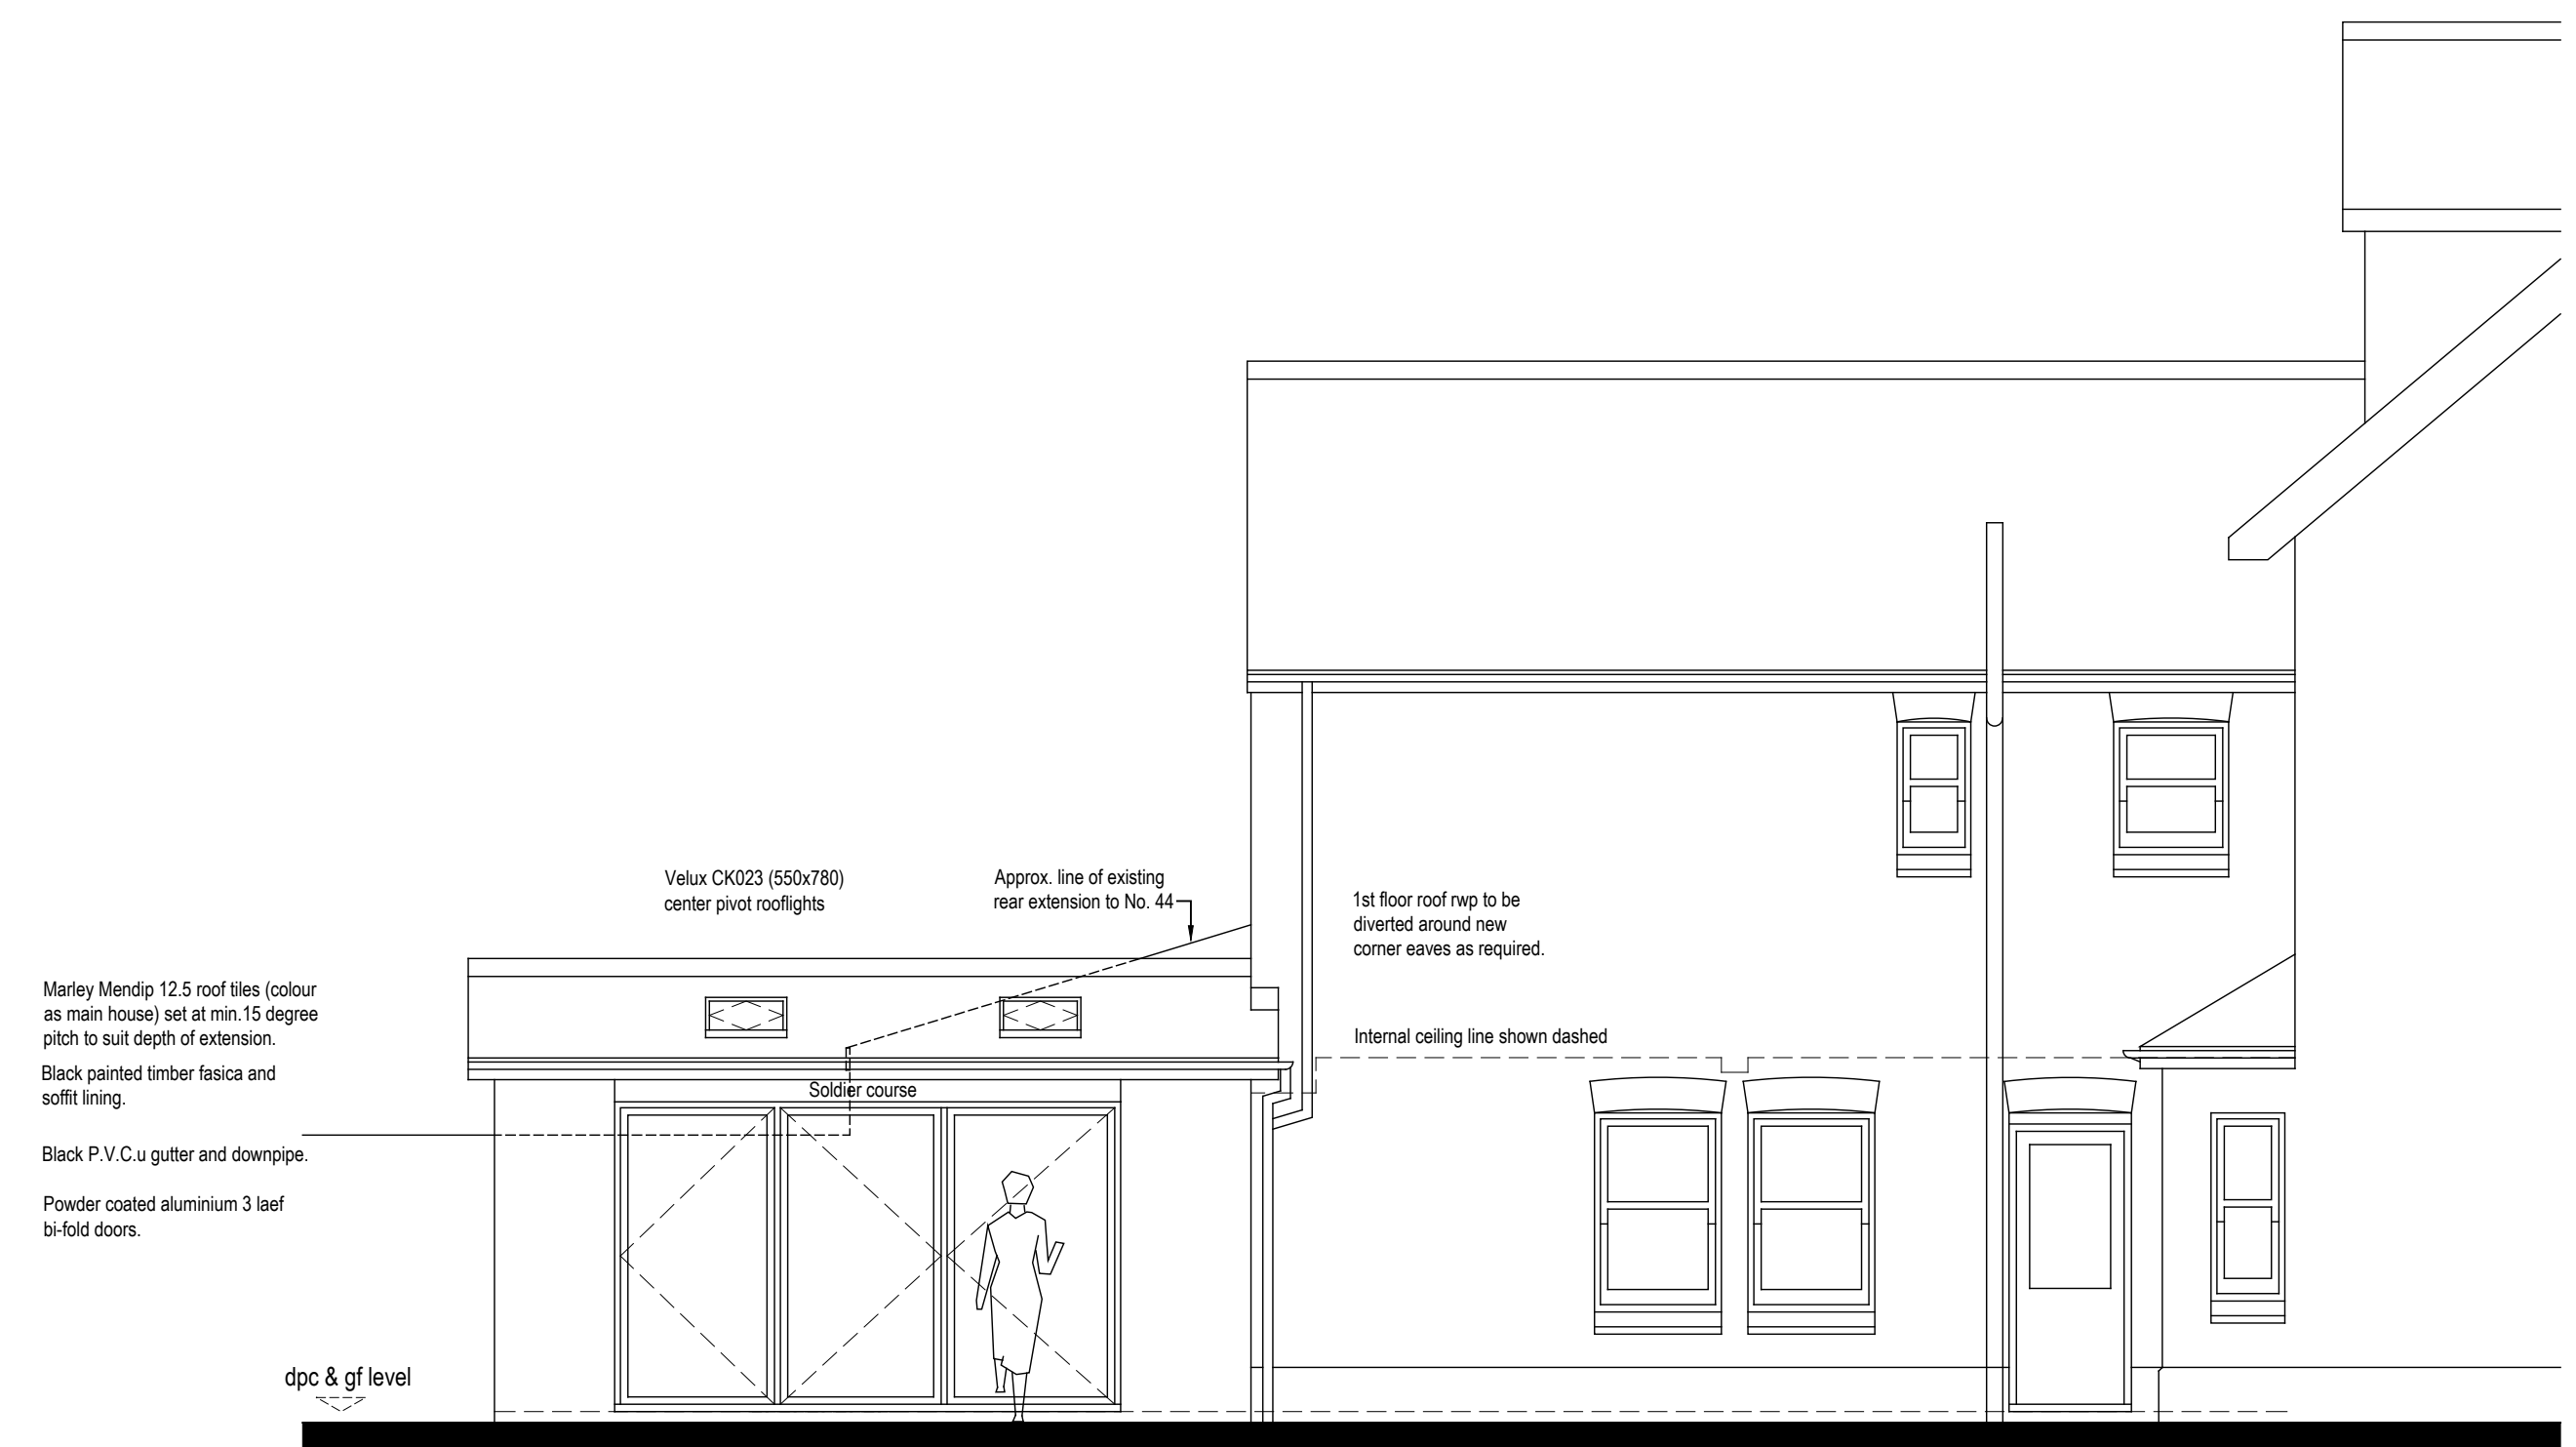 Velux CK023 (550x780)
center pivot rooflights
Approx. line of existing
rear extension to No. 44
1st floor roof rwp to be
diverted around new
corner eaves as required.
Marley Mendip 12.5 roof tiles (colour
as main house) set at min.15 degree
pitch to suit depth of extension.
Internal ceiling line shown dashed
Black painted timber fasica and
soffit lining.
Soldier course
Black P.V.C.u gutter and downpipe.
Powder coated aluminium 3 laef
bi-fold doors.
dpc & gf level